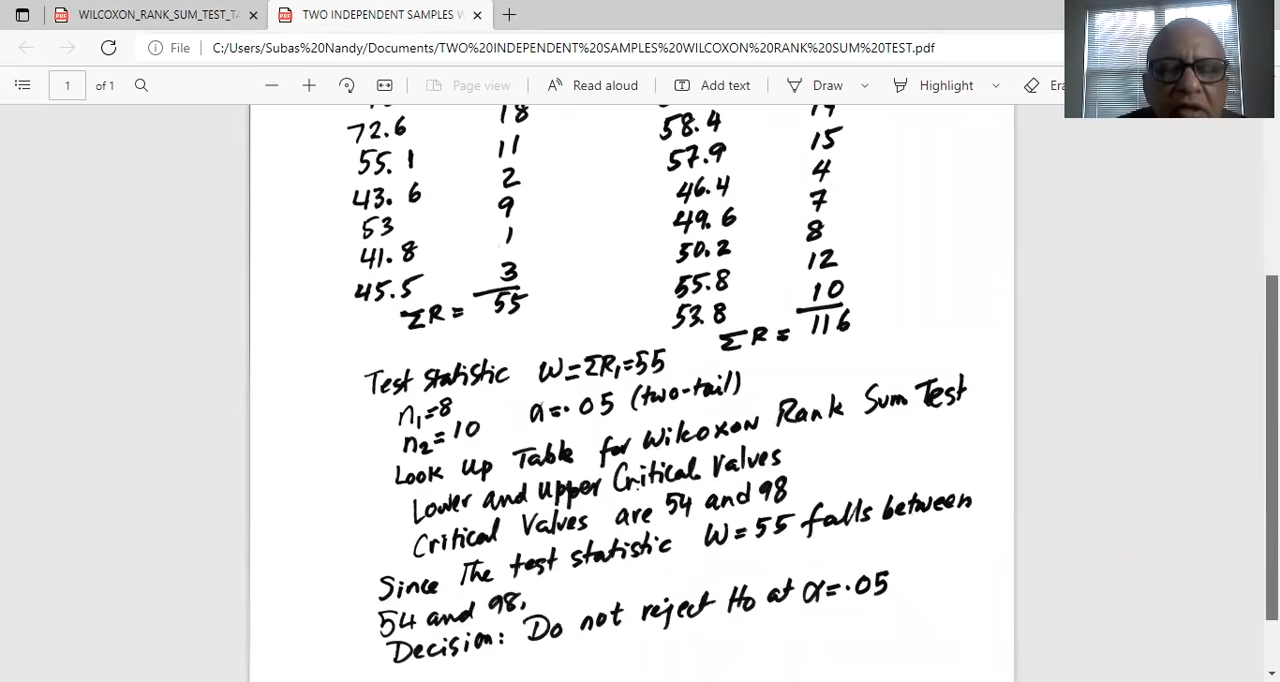 WILCOXON_RANK_SUM_TEST_TA
TWO INDEPENDENT SAMPLES W
File C:/Users/Subas%20Nandy/Documents/TWO%20INDEPENDENT%20SAMPLES%20WILCOXON%20RANK%20SUM%20TEST.pdf
1 of 1 Page view Read aloud Add text Draw Highlight Era
18
72.6 58.4 15
55.1 11 57.9 4
43.6 2 46.4 7
53 9 49.6 8
41.8 1 50.2 12
45.5 3 55.8 10
ΣR = 55 53.8
ΣR = 116
Test statistic W = ΣR₁ = 55
n₁=8 α=.05 (two-tail)
n₂=10
Look up Table for Wilcoxon Rank Sum Test
Lower and upper Critical Values
Critical Values are 54 and 98
Since The test statistic W = 55 falls between
54 and 98,
Decision: Do not reject Ho at α=.05